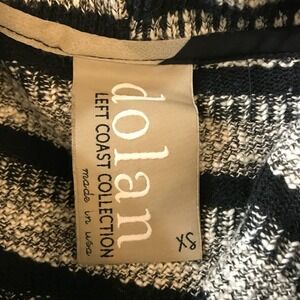 dolan
LEFT COAST COLLECTION
made in usa
XS